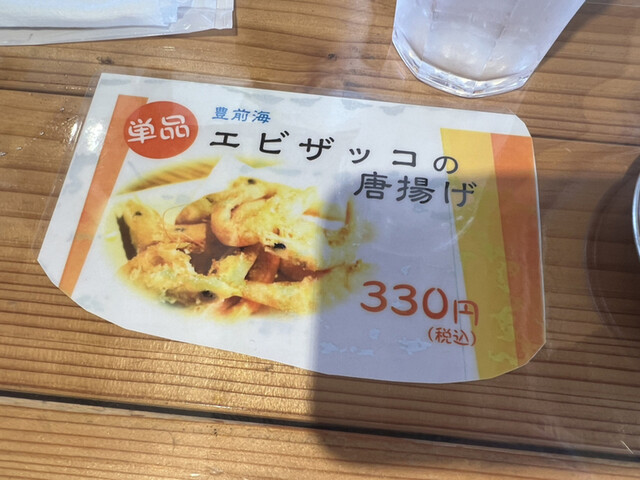 単品
豊前海
エビザッコの
唐揚げ
330円
(税込)